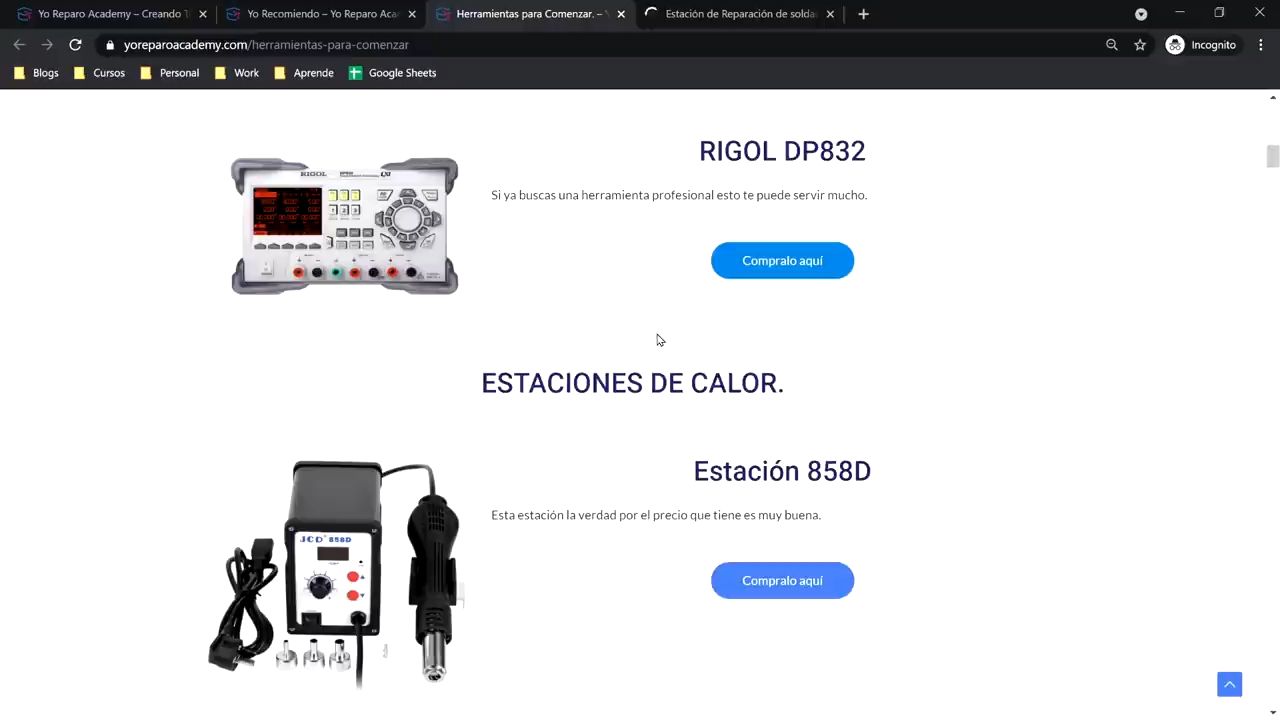 Yo Reparo Academy – Creando T
Yo Recomiendo – Yo Reparo Aca
Herramientas para Comenzar. –
Estación de Reparación de solda
yoreparoacademy.com/herramientas-para-comenzar
Incognito
Blogs
Cursos
Personal
Work
Aprende
Google Sheets
RIGOL
RIGOL DP832
Si ya buscas una herramienta profesional esto te puede servir mucho.
Compralo aquí
ESTACIONES DE CALOR.
Estación 858D
Esta estación la verdad por el precio que tiene es muy buena.
JCD 858D
Compralo aquí